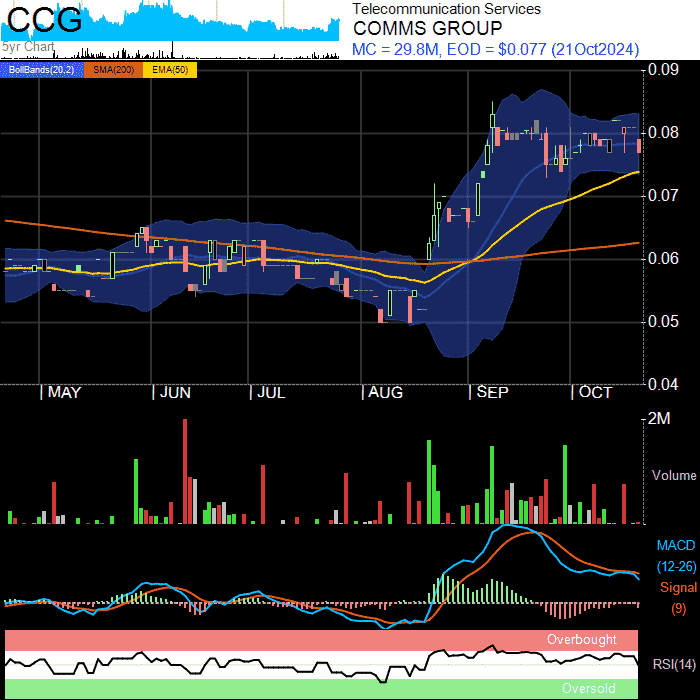 CCG
5yr Chart
Telecommunication Services
COMMS GROUP
MC = 29.8M, EOD = $0.077 (21Oct2024)
BollBands(20,2) SMA(200) EMA(50)
0.09
0.08
0.07
0.06
0.05
0.04
MAY JUN JUL AUG SEP OCT
2M
Volume
MACD
(12-26)
Signal
(9)
Overbought
RSI(14)
Oversold